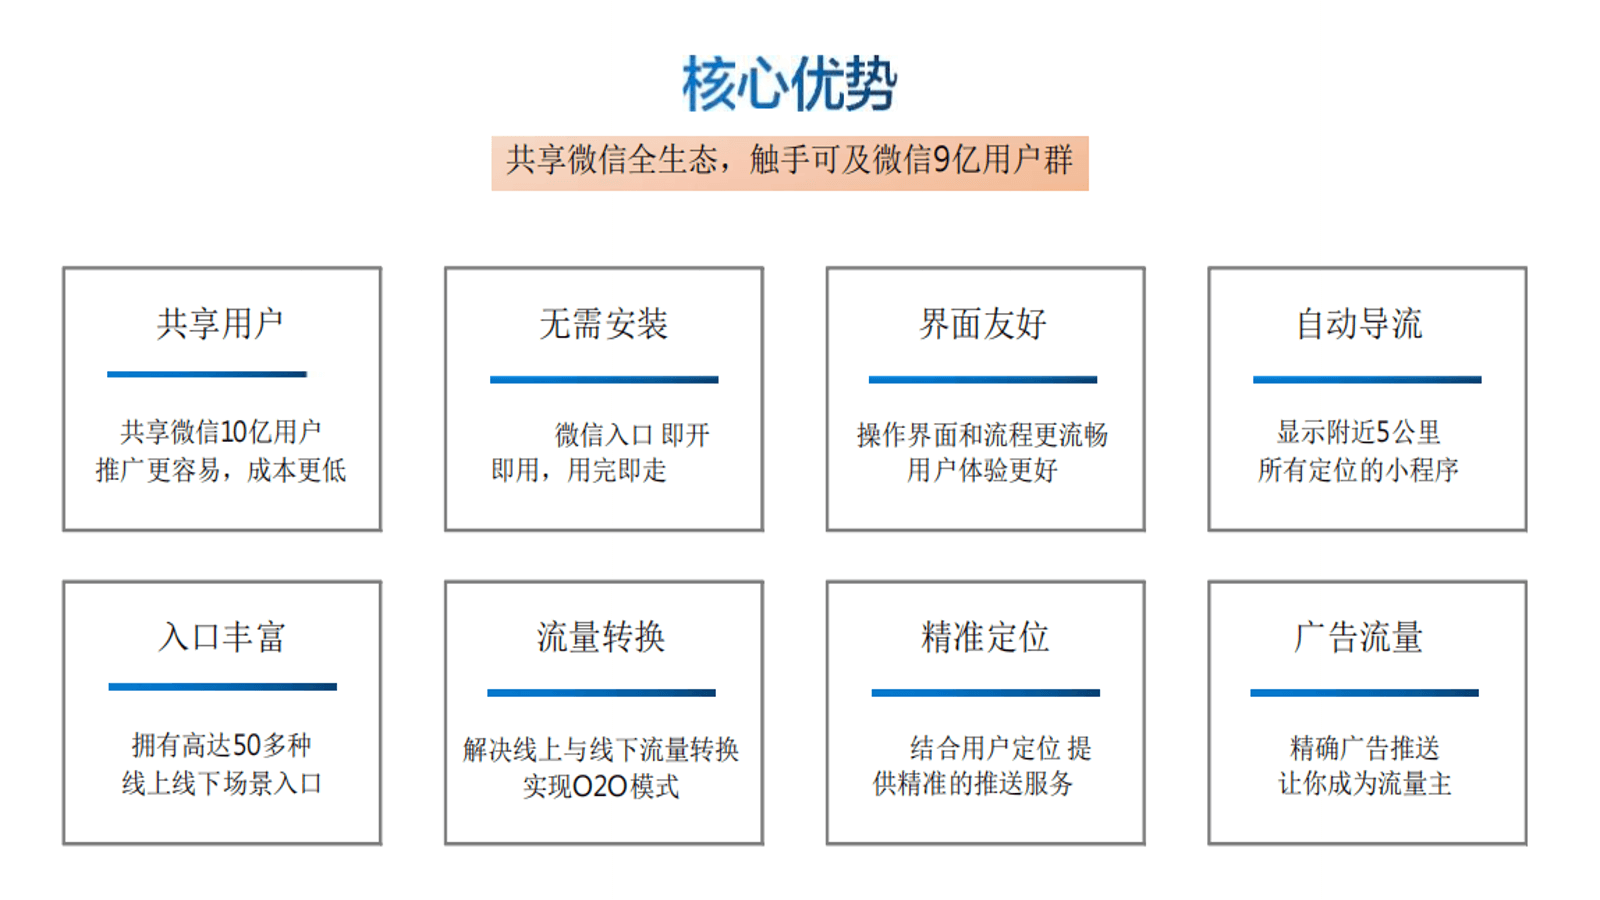 核心优势
共享微信全生态，触手可及微信9亿用户群
共享用户
共享微信10亿用户
推广更容易，成本更低
无需安装
微信入口 即开
即用，用完即走
界面友好
操作界面和流程更流畅
用户体验更好
自动导流
显示附近5公里
所有定位的小程序
入口丰富
拥有高达50多种
线上线下场景入口
流量转换
解决线上与线下流量转换
实现O2O模式
精准定位
结合用户定位 提
供精准的推送服务
广告流量
精确广告推送
让你成为流量主